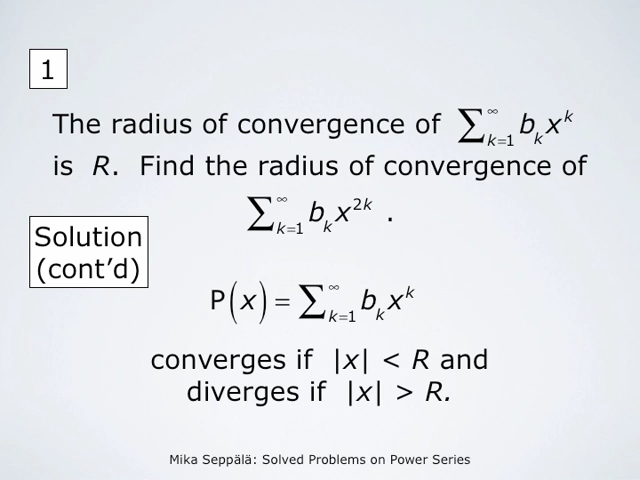 1
The radius of convergence of ∑_{k=1}^{∞} b_k x^k
is R. Find the radius of convergence of
∑_{k=1}^{∞} b_k x^{2k} .
Solution
(cont’d)
P(x) = ∑_{k=1}^{∞} b_k x^k
converges if |x| < R and
diverges if |x| > R.
Mika Seppälä: Solved Problems on Power Series